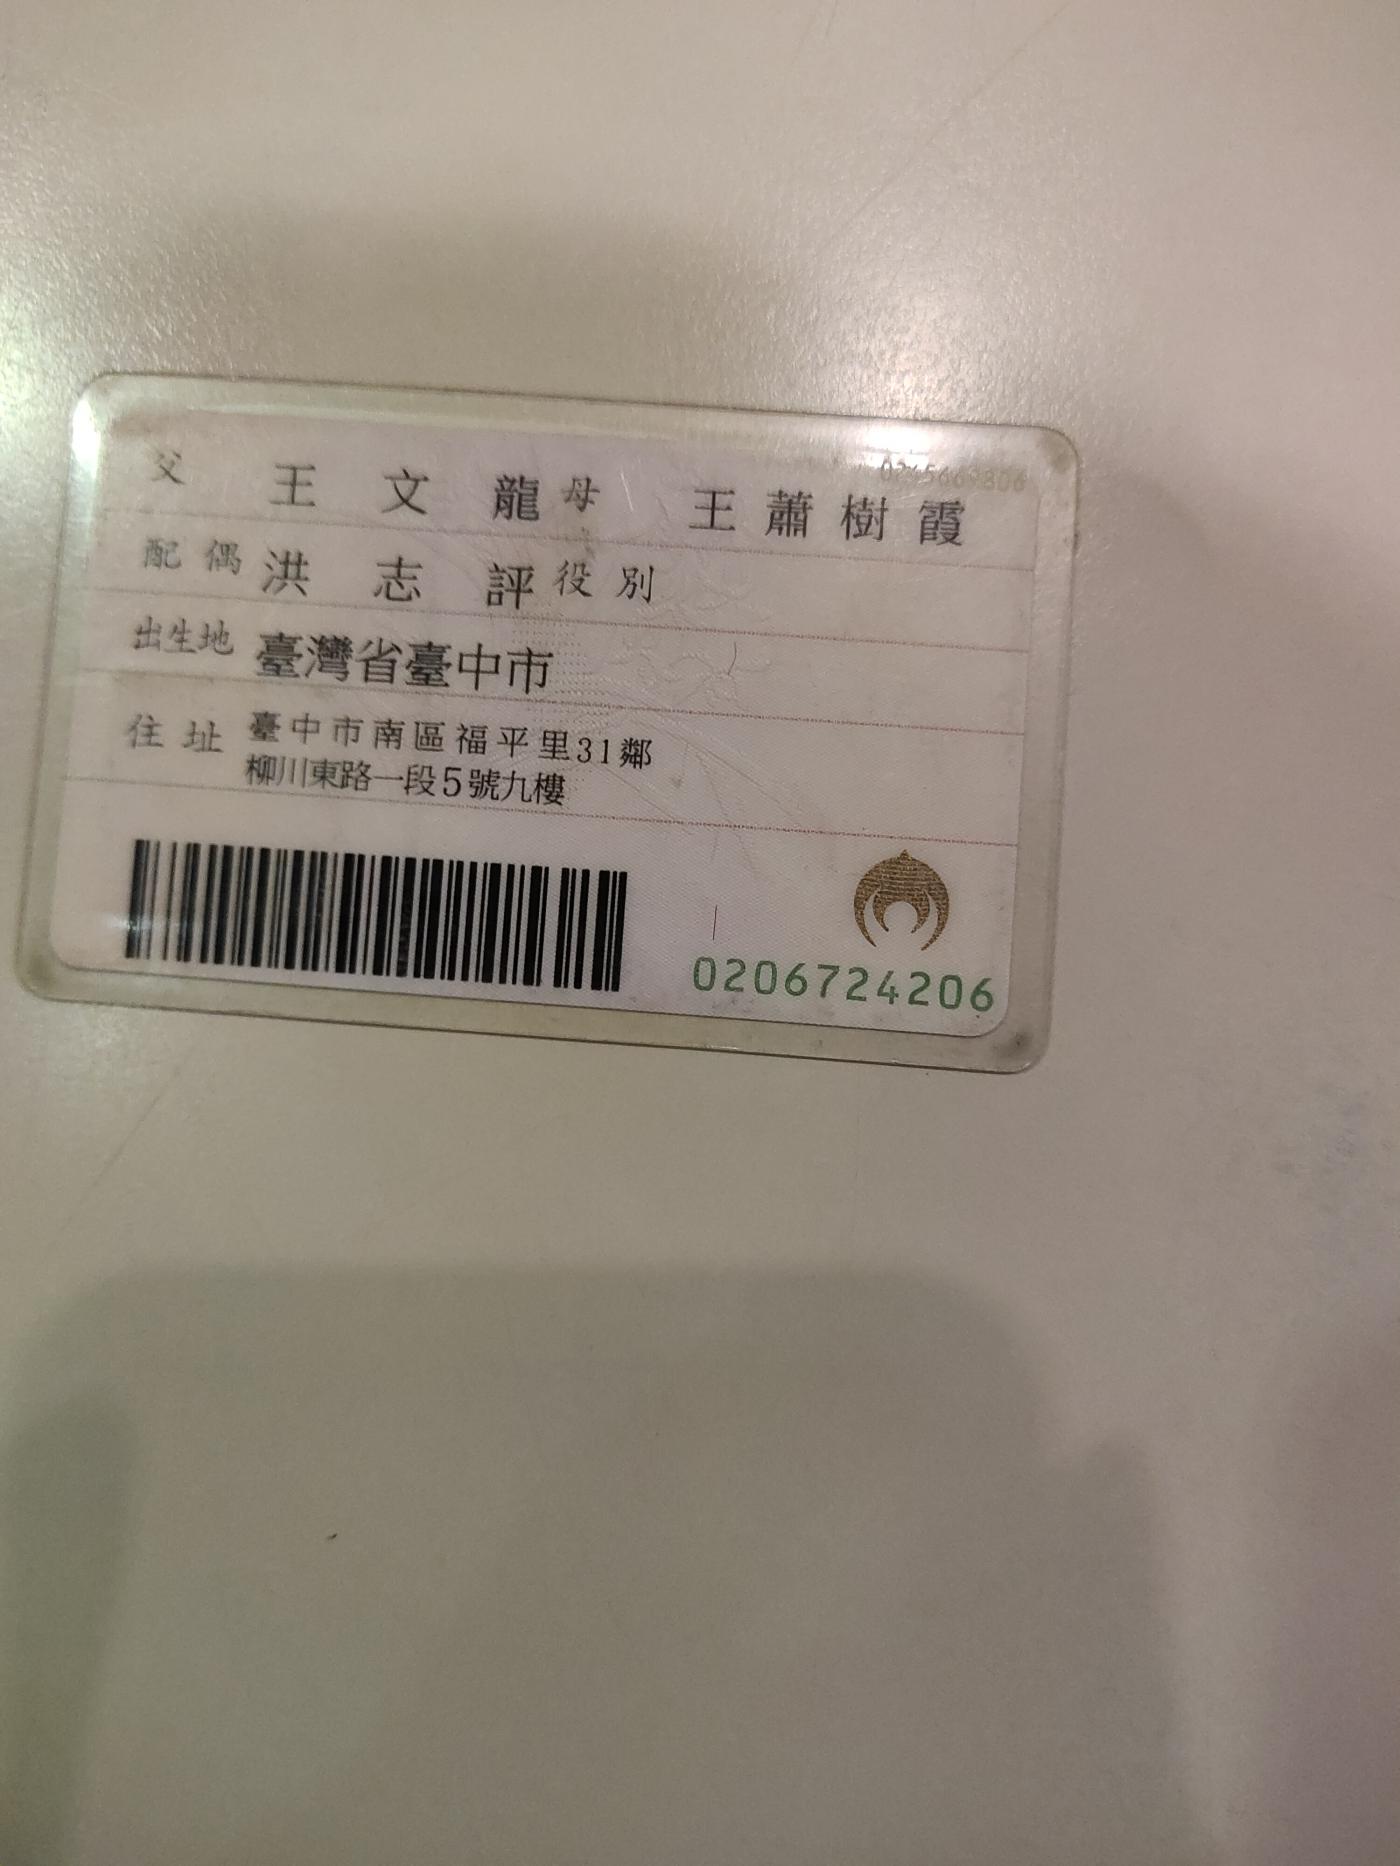 0245669806
父 王文龍 母 王蕭樹霞
配偶 洪志評 役別
出生地 臺灣省臺中市
住址 臺中市南區福平里31鄰
柳川東路一段5號九樓
0206724206